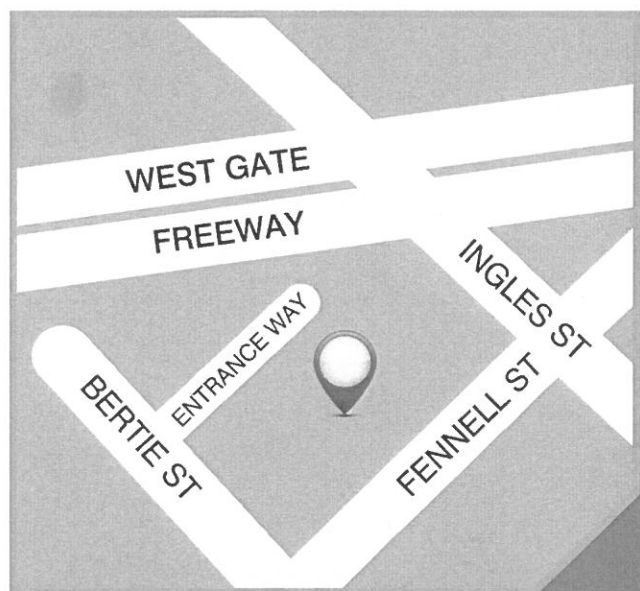 WEST GATE
FREEWAY
INGLES ST
ENTRANCE WAY
BERTIE ST
FENNELL ST